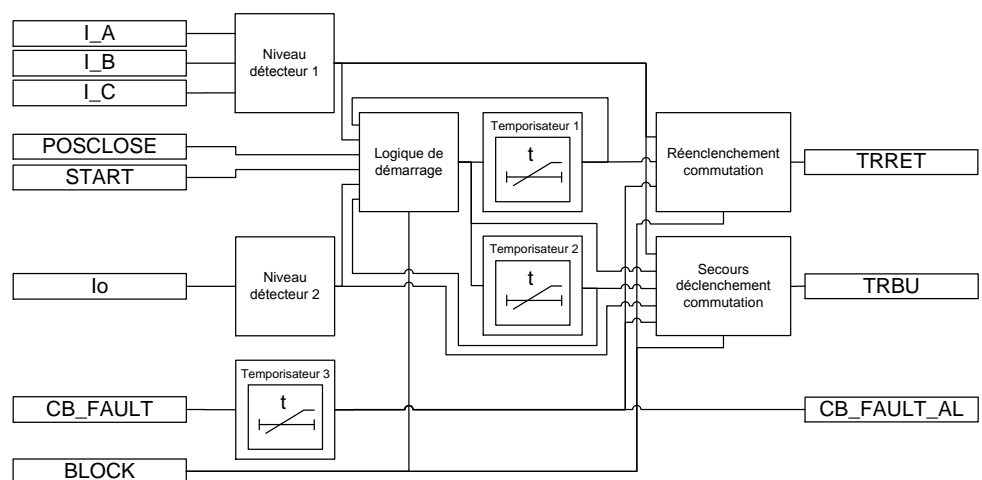 I_A
I_B
I_C
Niveau
détecteur 1
POSCLOSE
START
Logique de
démarrage
Temporisateur 1
t
Réenclenchement
commutation
TRRET
Io
Niveau
détecteur 2
Temporisateur 2
t
Secours
déclenchement
commutation
TRBU
CB_FAULT
Temporisateur 3
t
CB_FAULT_AL
BLOCK